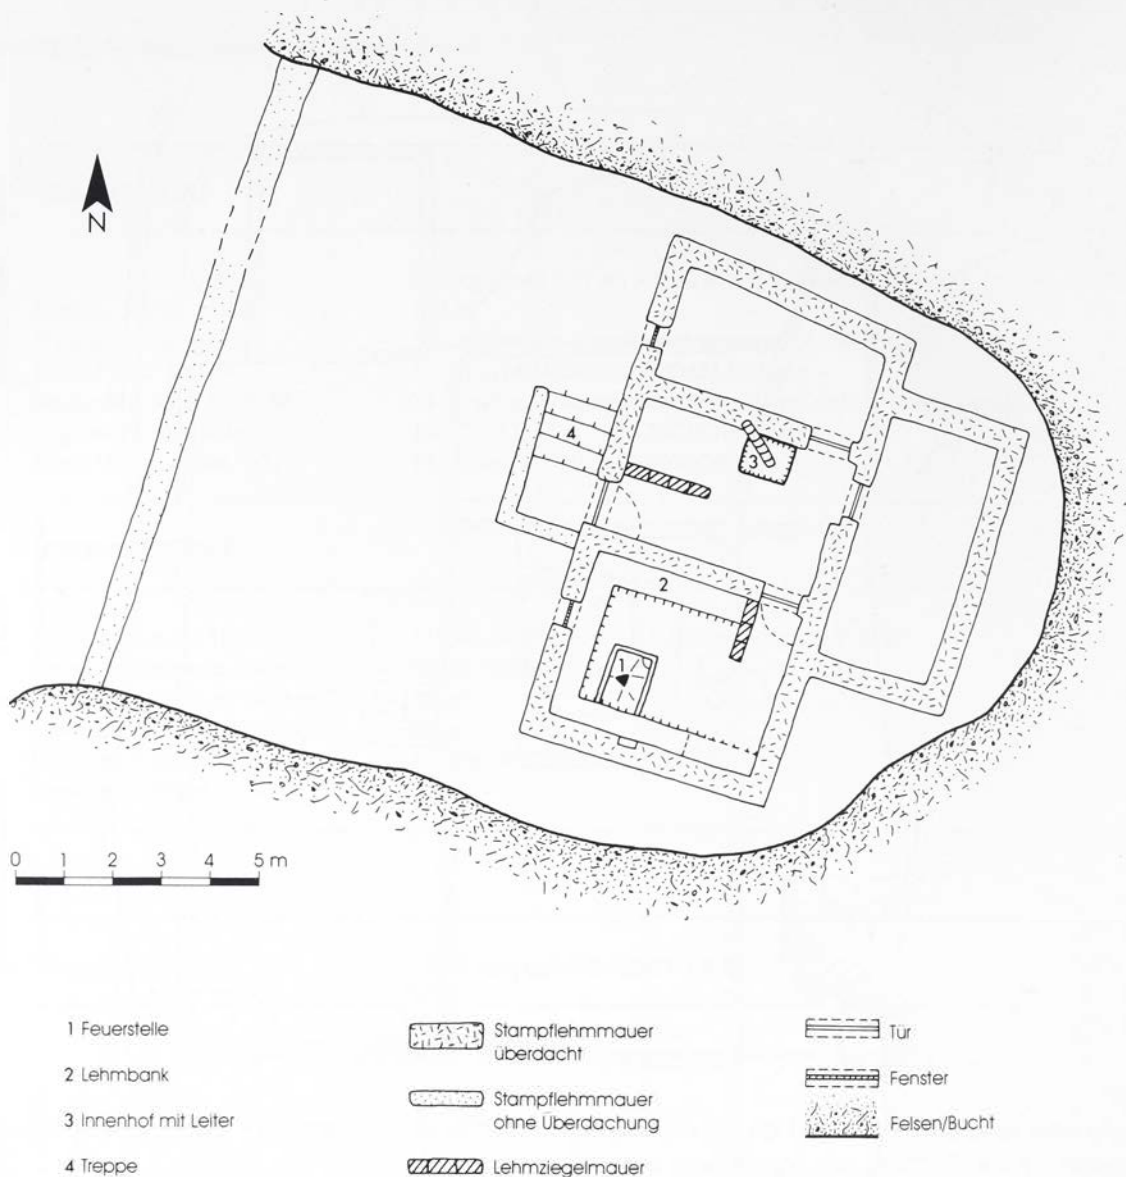 N
4
3
2
1
0 1 2 3 4 5 m
1 Feuerstelle
2 Lehmbank
3 Innenhof mit Leiter
4 Treppe
Stampflehmmauer
überdacht
Stampflehmmauer
ohne Überdachung
Lehmziegelmauer
Tür
Fenster
Felsen/Bucht